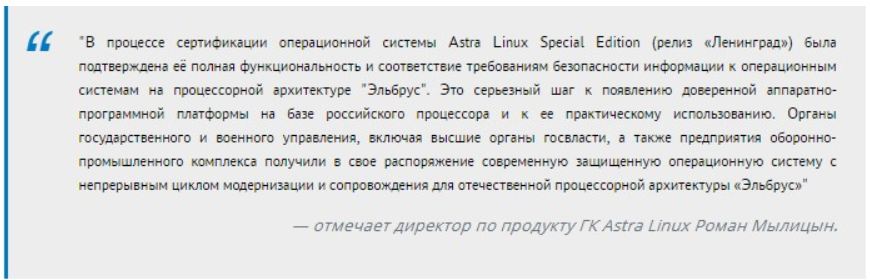 "В процессе сертификации операционной системы Astra Linux Special Edition (релиз «Ленинград») была
подтверждена её полная функциональность и соответствие требованиям безопасности информации к операционным
системам на процессорной архитектуре "Эльбрус". Это серьезный шаг к появлению доверенной аппаратно-
программной платформы на базе российского процессора и к ее практическому использованию. Органы
государственного и военного управления, включая высшие органы госвласти, а также предприятия оборонно-
промышленного комплекса получили в свое распоряжение современную защищенную операционную систему с
непрерывным циклом модернизации и сопровождения для отечественной процессорной архитектуры «Эльбрус»"
— отмечает директор по продукту ГК Astra Linux Роман Мылицын.